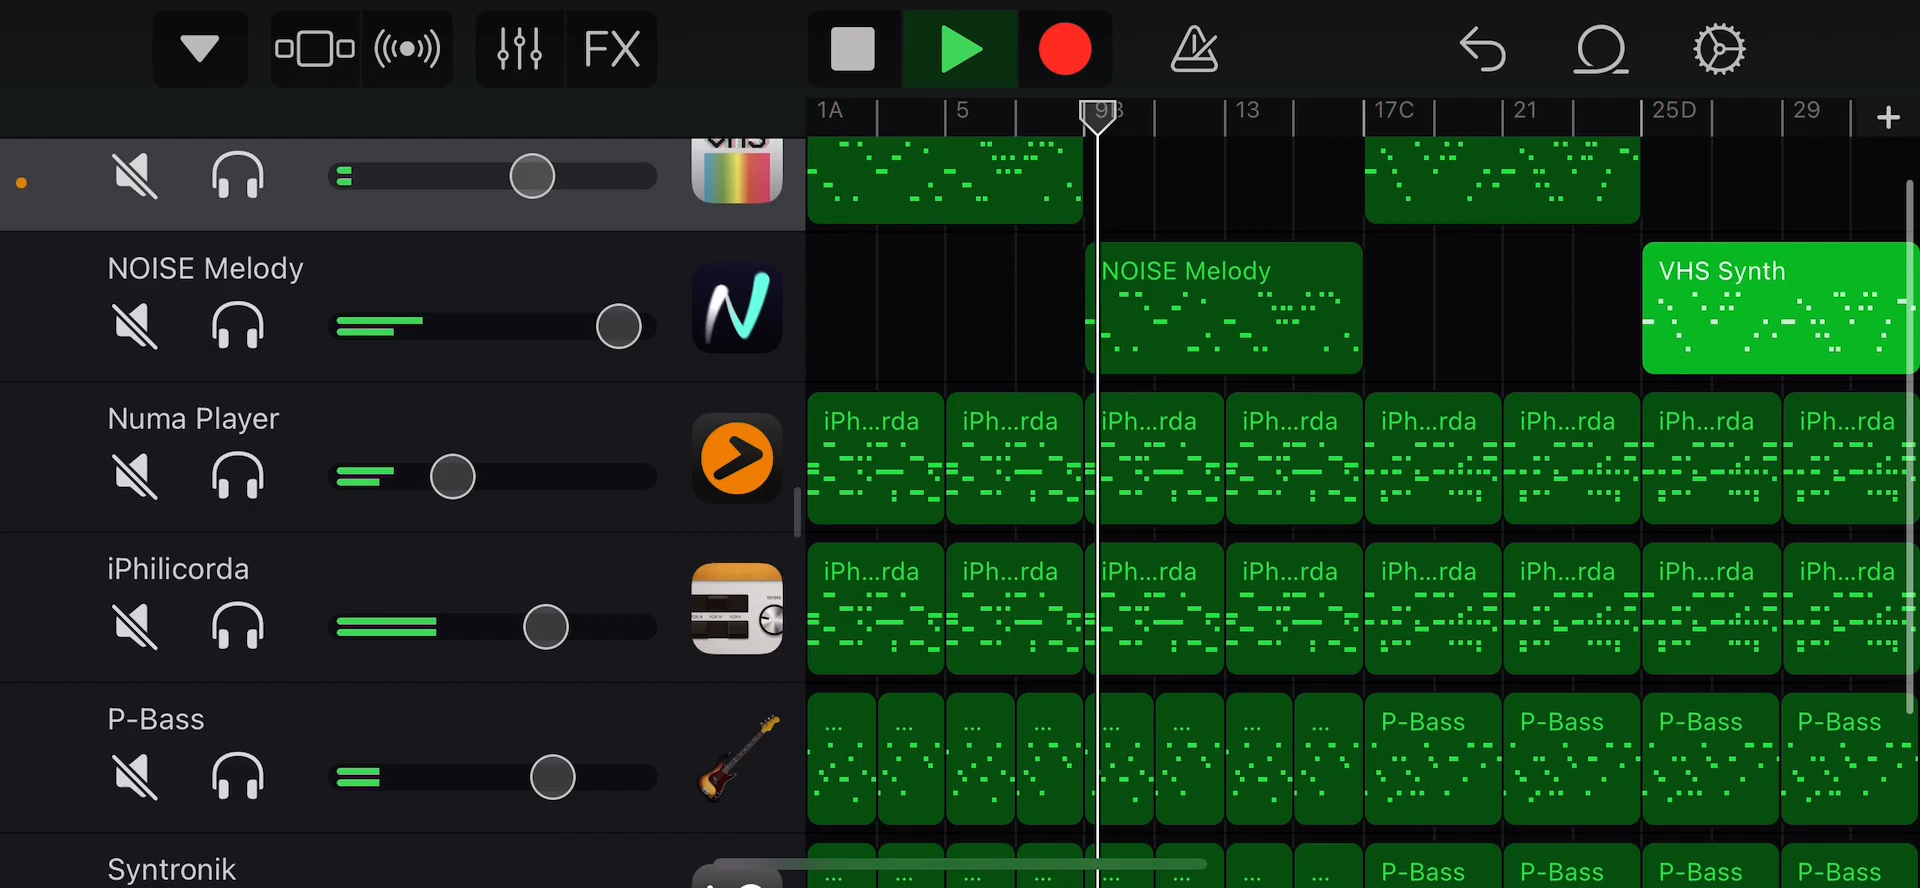 FX
1A 5 9B 13 17C 21 25D 29 +
VHS
NOISE Melody
NOISE Melody
VHS Synth
Numa Player
iPh...rda iPh...rda iPh...rda iPh...rda iPh...rda iPh...rda iPh...rda iPh...rda
iPhilicorda
iPh...rda iPh...rda iPh...rda iPh...rda iPh...rda iPh...rda iPh...rda iPh...rda
P-Bass
... ... ... ... ... ... ... ... P-Bass P-Bass P-Bass P-Bass
Syntronik
... ... ... ... ... ... ... ... P-Bass P-Bass P-Bass P-Bass